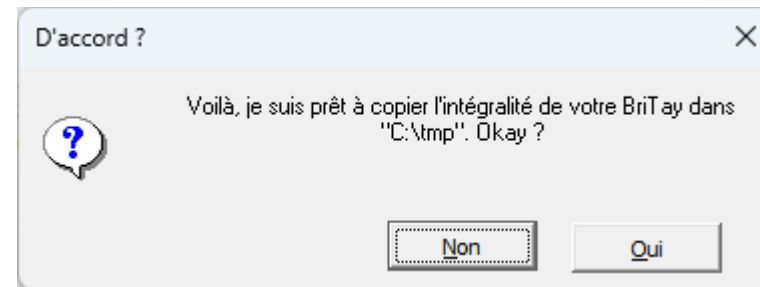 D'accord ?
Voilà, je suis prêt à copier l'intégralité de votre BriTay dans
"C:\tmp". Okay ?
Non
Oui